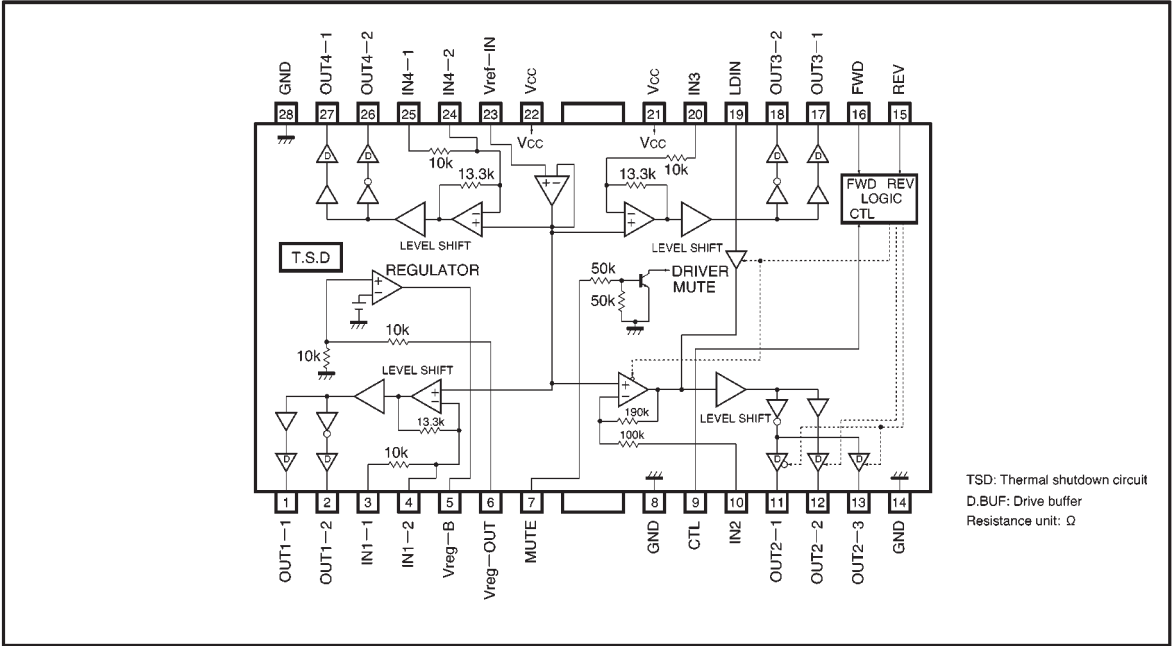 GND
OUT4−1
OUT4−2
IN4−1
IN4−2
Vref−IN
VCC
VCC
IN3
LDIN
OUT3−2
OUT3−1
FWD
REV
28
27
26
25
24
23
22
21
20
19
18
17
16
15
VCC
VCC
D
D
10k
13.3k
+ −
10k
13.3k
D
D
FWD REV
LOGIC
CTL
−
+
−
+
LEVEL SHIFT
LEVEL SHIFT
T.S.D
REGULATOR
+
−
50k
DRIVER
MUTE
50k
10k
10k
LEVEL SHIFT
+
−
+
−
LEVEL SHIFT
13.3k
190k
100k
10k
D
D
D
D
D
1
2
3
4
5
6
7
8
9
10
11
12
13
14
OUT1−1
OUT1−2
IN1−1
IN1−2
Vreg−B
Vreg−OUT
MUTE
GND
CTL
IN2
OUT2−1
OUT2−2
OUT2−3
GND
TSD: Thermal shutdown circuit
D.BUF: Drive buffer
Resistance unit: Ω